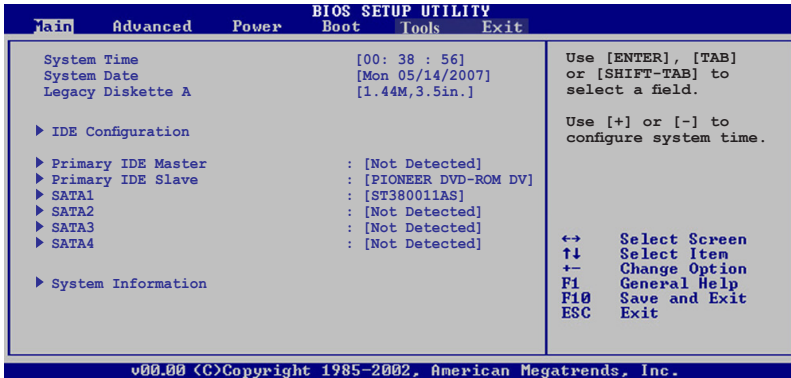 BIOS SETUP UTILITY
Main Advanced Power Boot Tools Exit
System Time [00: 38 : 56]
System Date [Mon 05/14/2007]
Legacy Diskette A [1.44M,3.5in.]
IDE Configuration
Primary IDE Master : [Not Detected]
Primary IDE Slave : [PIONEER DVD-ROM DV]
SATA1 : [ST380011AS]
SATA2 : [Not Detected]
SATA3 : [Not Detected]
SATA4 : [Not Detected]
System Information
Use [ENTER], [TAB]
or [SHIFT-TAB] to
select a field.
Use [+] or [-] to
configure system time.
←→ Select Screen
↑↓ Select Item
+- Change Option
F1 General Help
F10 Save and Exit
ESC Exit
v00.00 (C)Copyright 1985-2002, American Megatrends, Inc.